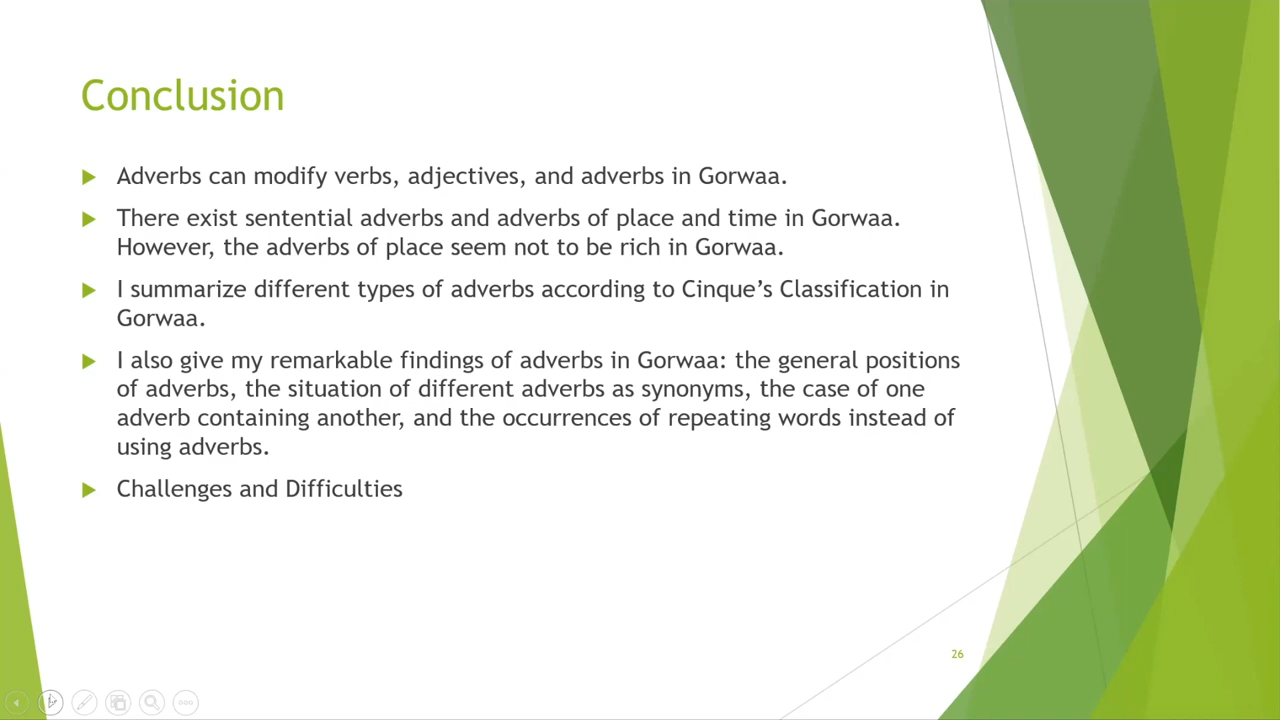 Conclusion
Adverbs can modify verbs, adjectives, and adverbs in Gorwaa.
There exist sentential adverbs and adverbs of place and time in Gorwaa.
However, the adverbs of place seem not to be rich in Gorwaa.
I summarize different types of adverbs according to Cinque’s Classification in
Gorwaa.
I also give my remarkable findings of adverbs in Gorwaa: the general positions
of adverbs, the situation of different adverbs as synonyms, the case of one
adverb containing another, and the occurrences of repeating words instead of
using adverbs.
Challenges and Difficulties
26